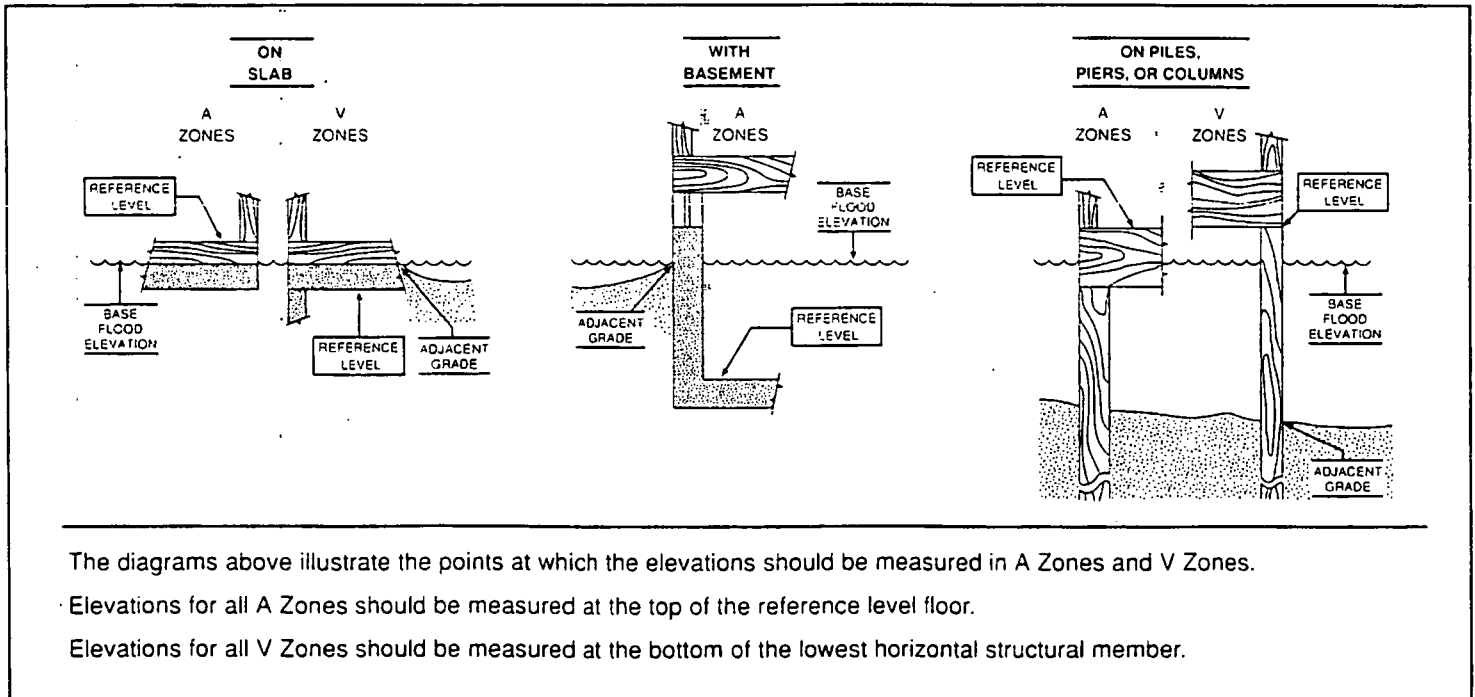 ON
SLAB
A
ZONES
V
ZONES
REFERENCE
LEVEL
BASE
FLOOD
ELEVATION
REFERENCE
LEVEL
ADJACENT
GRADE
WITH
BASEMENT
A
ZONES
BASE
FLOOD
ELEVATION
ADJACENT
GRADE
REFERENCE
LEVEL
ON PILES,
PIERS, OR COLUMNS
A
ZONES
V
ZONES
REFERENCE
LEVEL
REFERENCE
LEVEL
BASE
FLOOD
ELEVATION
ADJACENT
GRADE
The diagrams above illustrate the points at which the elevations should be measured in A Zones and V Zones.
Elevations for all A Zones should be measured at the top of the reference level floor.
Elevations for all V Zones should be measured at the bottom of the lowest horizontal structural member.